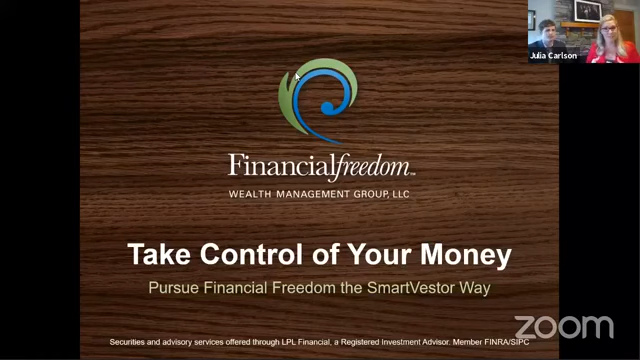 Julia Carlson
Financialfreedom™
WEALTH MANAGEMENT GROUP, LLC
Take Control of Your Money
Pursue Financial Freedom the SmartVestor Way
zoom
Securities and advisory services offered through LPL Financial, a Registered Investment Advisor. Member FINRA/SIPC